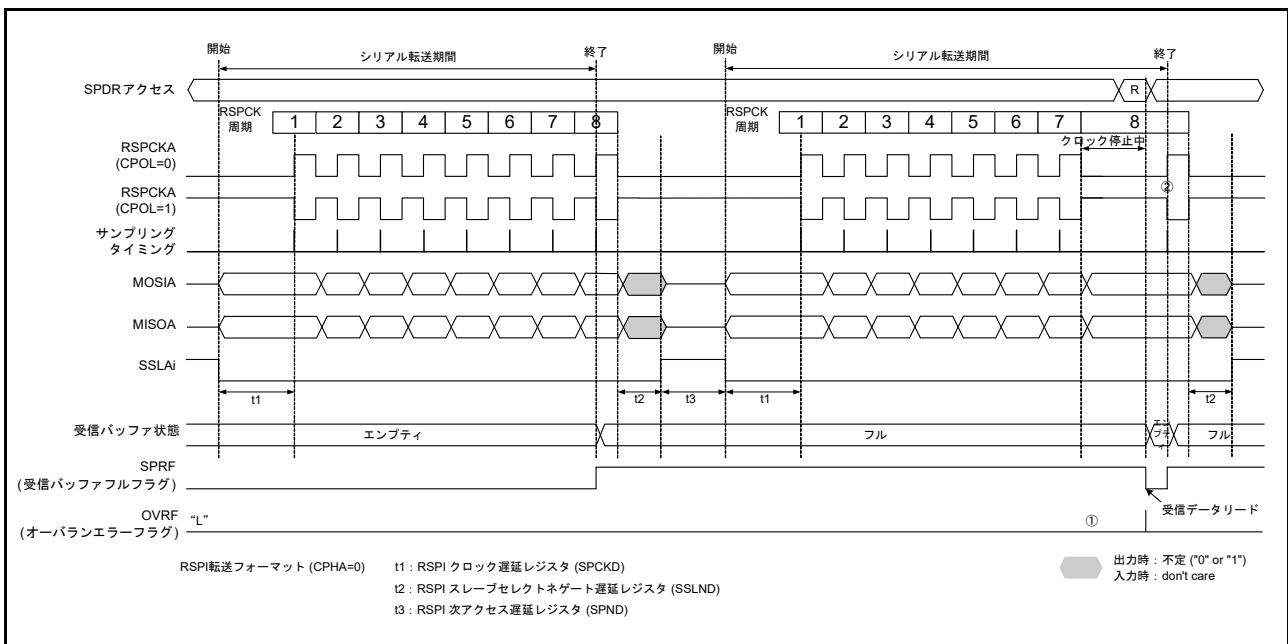 開始 シリアル転送期間 終了 開始 シリアル転送期間 終了
SPDRアクセス R
RSPCK
周期
1 2 3 4 5 6 7 8
RSPCK
周期
1 2 3 4 5 6 7 8
クロック停止中
RSPCKA
(CPOL=0)
②
RSPCKA
(CPOL=1)
サンプリング
タイミング
MOSIA
MISOA
SSLAi
t1 t2 t3 t1 t2
受信バッファ状態 エンプティ フル エンプティ フル
SPRF
(受信バッファフルフラグ)
受信データリード
OVRF
(オーバランエラーフラグ)
“L”
①
RSPI転送フォーマット (CPHA=0)
t1:RSPI クロック遅延レジスタ (SPCKD)
t2:RSPI スレーブセレクトネゲート遅延レジスタ (SSLND)
t3:RSPI 次アクセス遅延レジスタ (SPND)
出力時:不定 ("0" or "1")
入力時:don't care